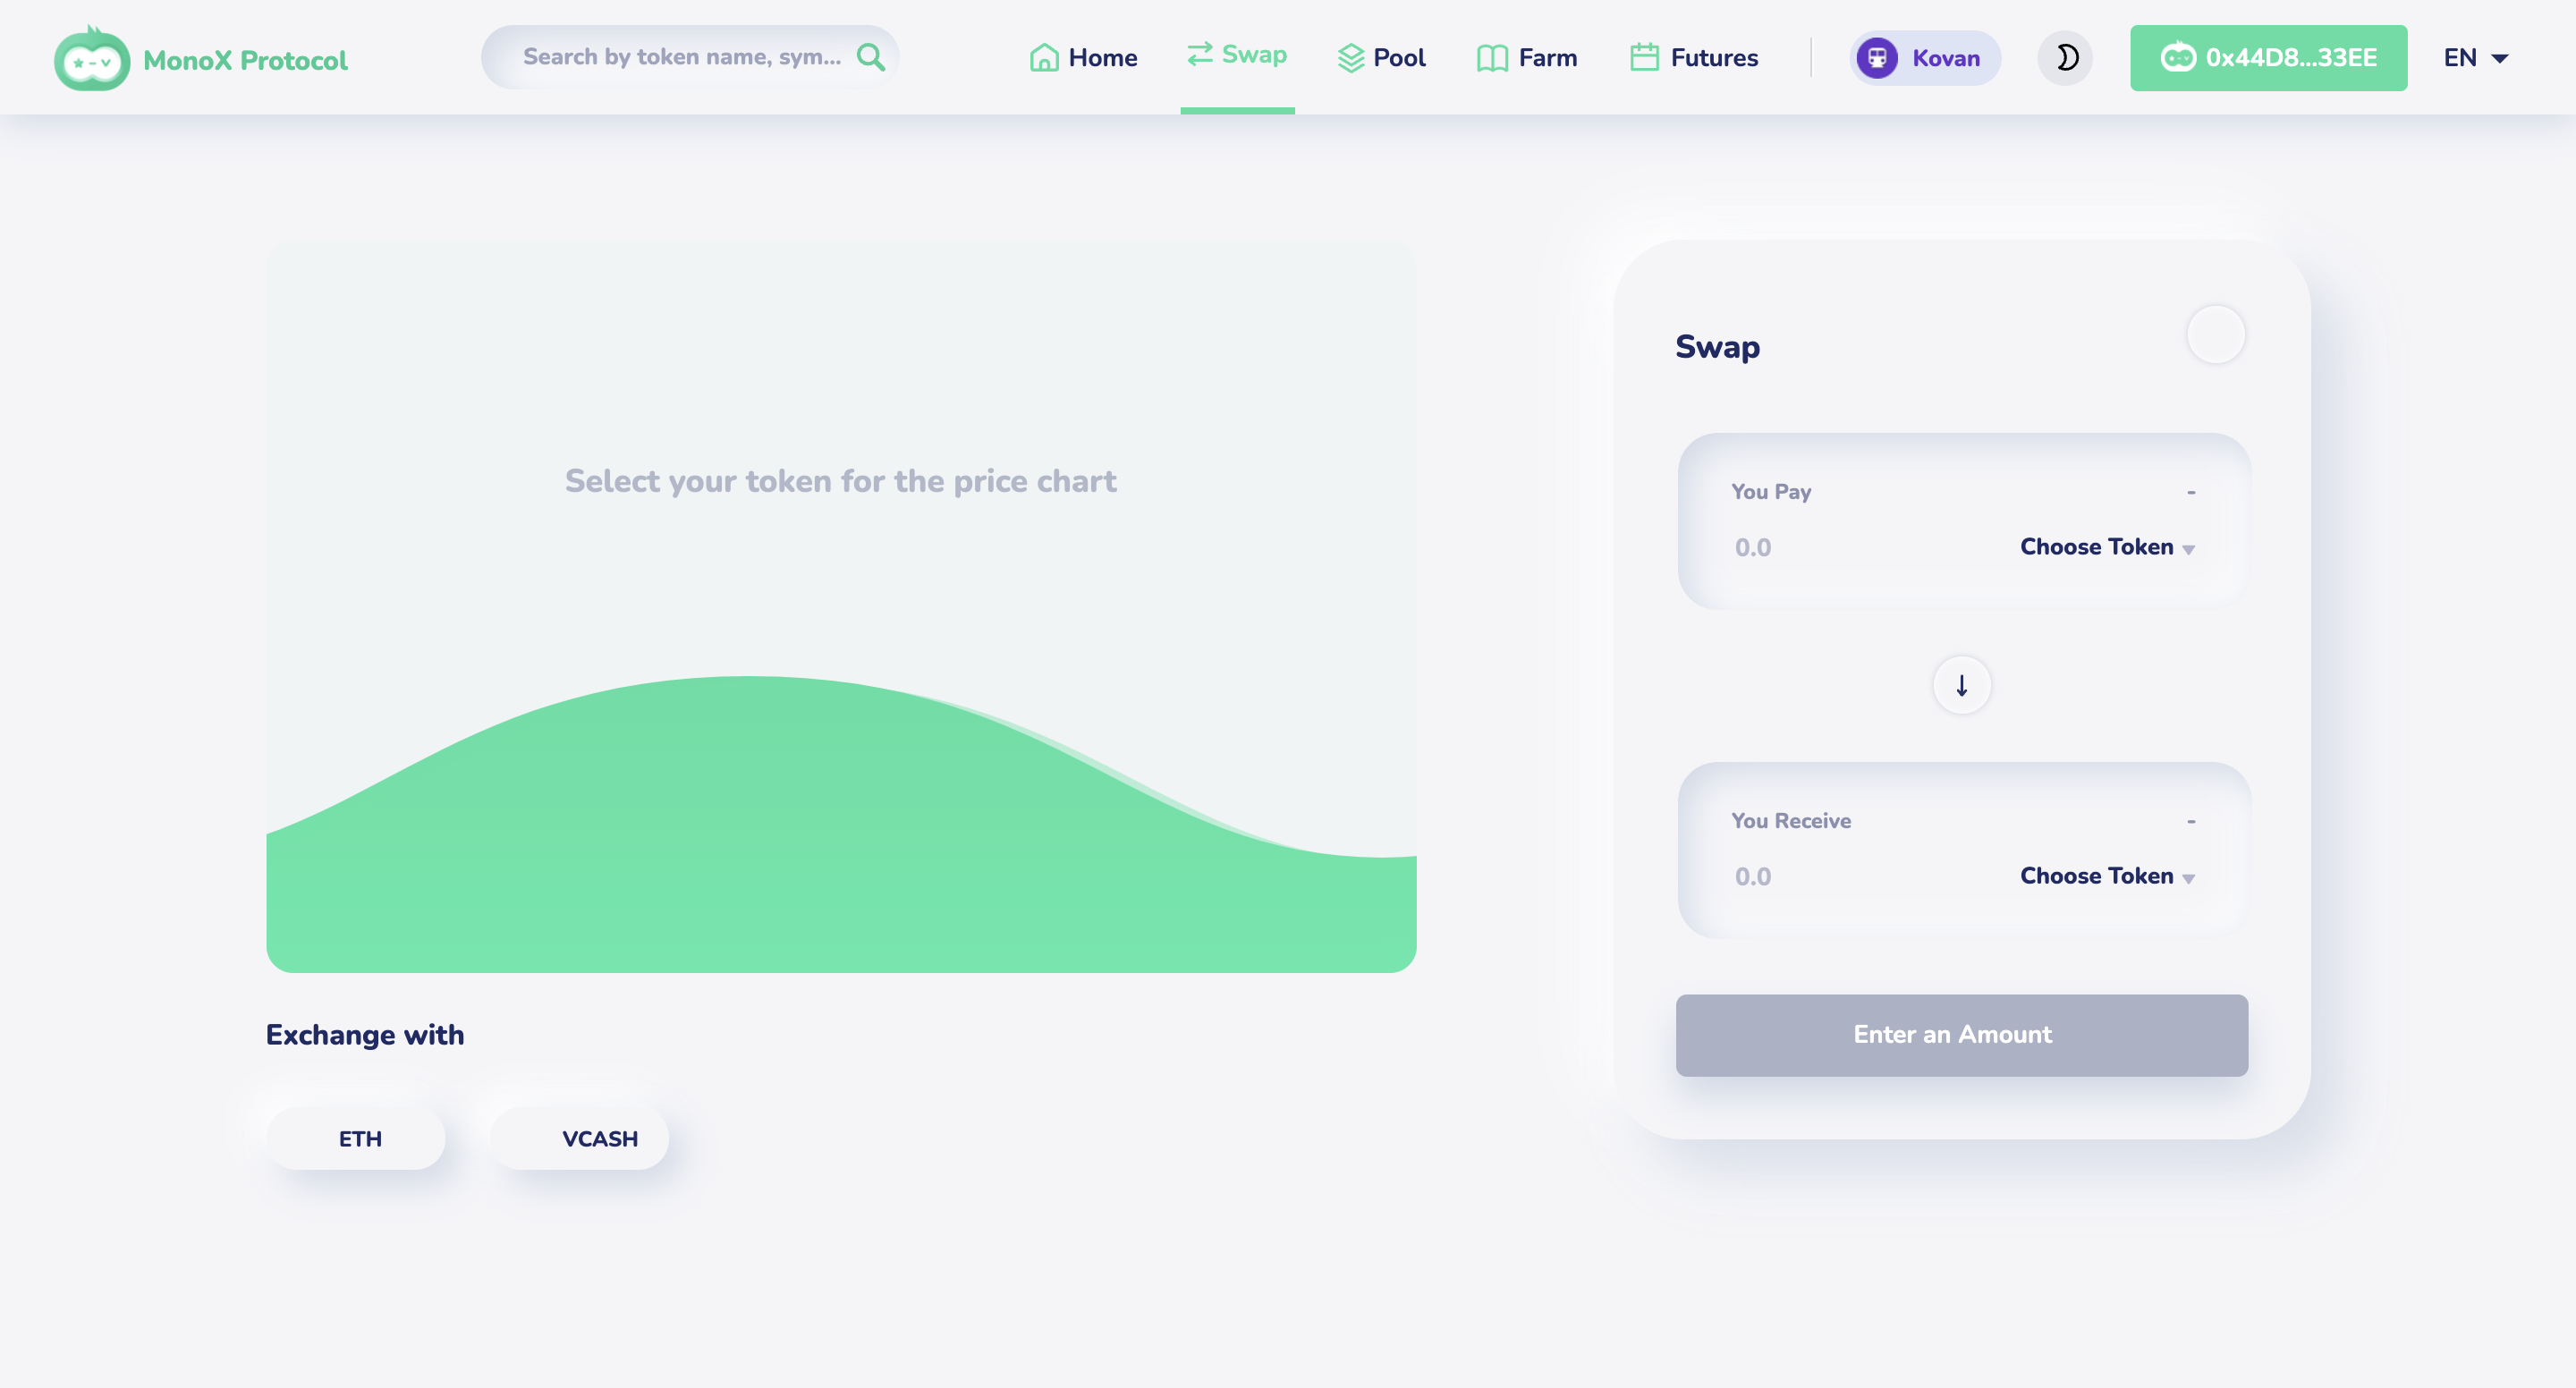 MonoX Protocol
Search by token name, sym...
Home
Swap
Pool
Farm
Futures
Kovan
0x44D8...33EE
EN
Select your token for the price chart
Exchange with
ETH
VCASH
Swap
You Pay -
0.0 Choose Token
You Receive -
0.0 Choose Token
Enter an Amount